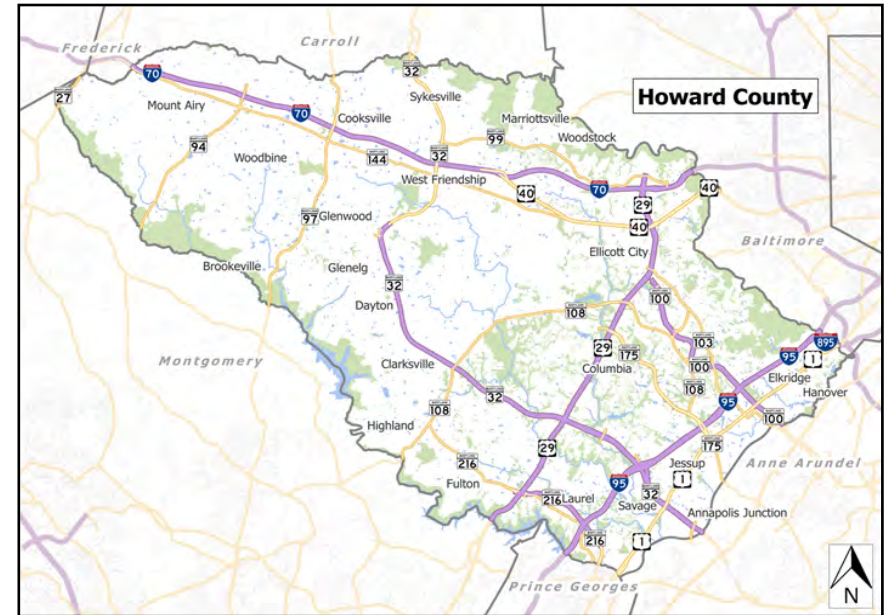 Frederick
Carroll
70
32
27
Mount Airy
70
Cooksville
Sykesville
Howard County
Marriottsville
Woodstock
94
99
Woodbine
144
32
West Friendship
40
70
40
29
97
Glenwood
40
Baltimore
Ellicott City
Brookeville
Glenelg
32
100
Dayton
108
103
895
29
175
95
1
Montgomery
Clarksville
Columbia
100
Elkridge
32
108
Hanover
108
95
100
Highland
29
175
216
Jessup
Anne Arundel
Fulton
95
1
216
Laurel
32
Savage
Annapolis Junction
216
1
Prince Georges
N